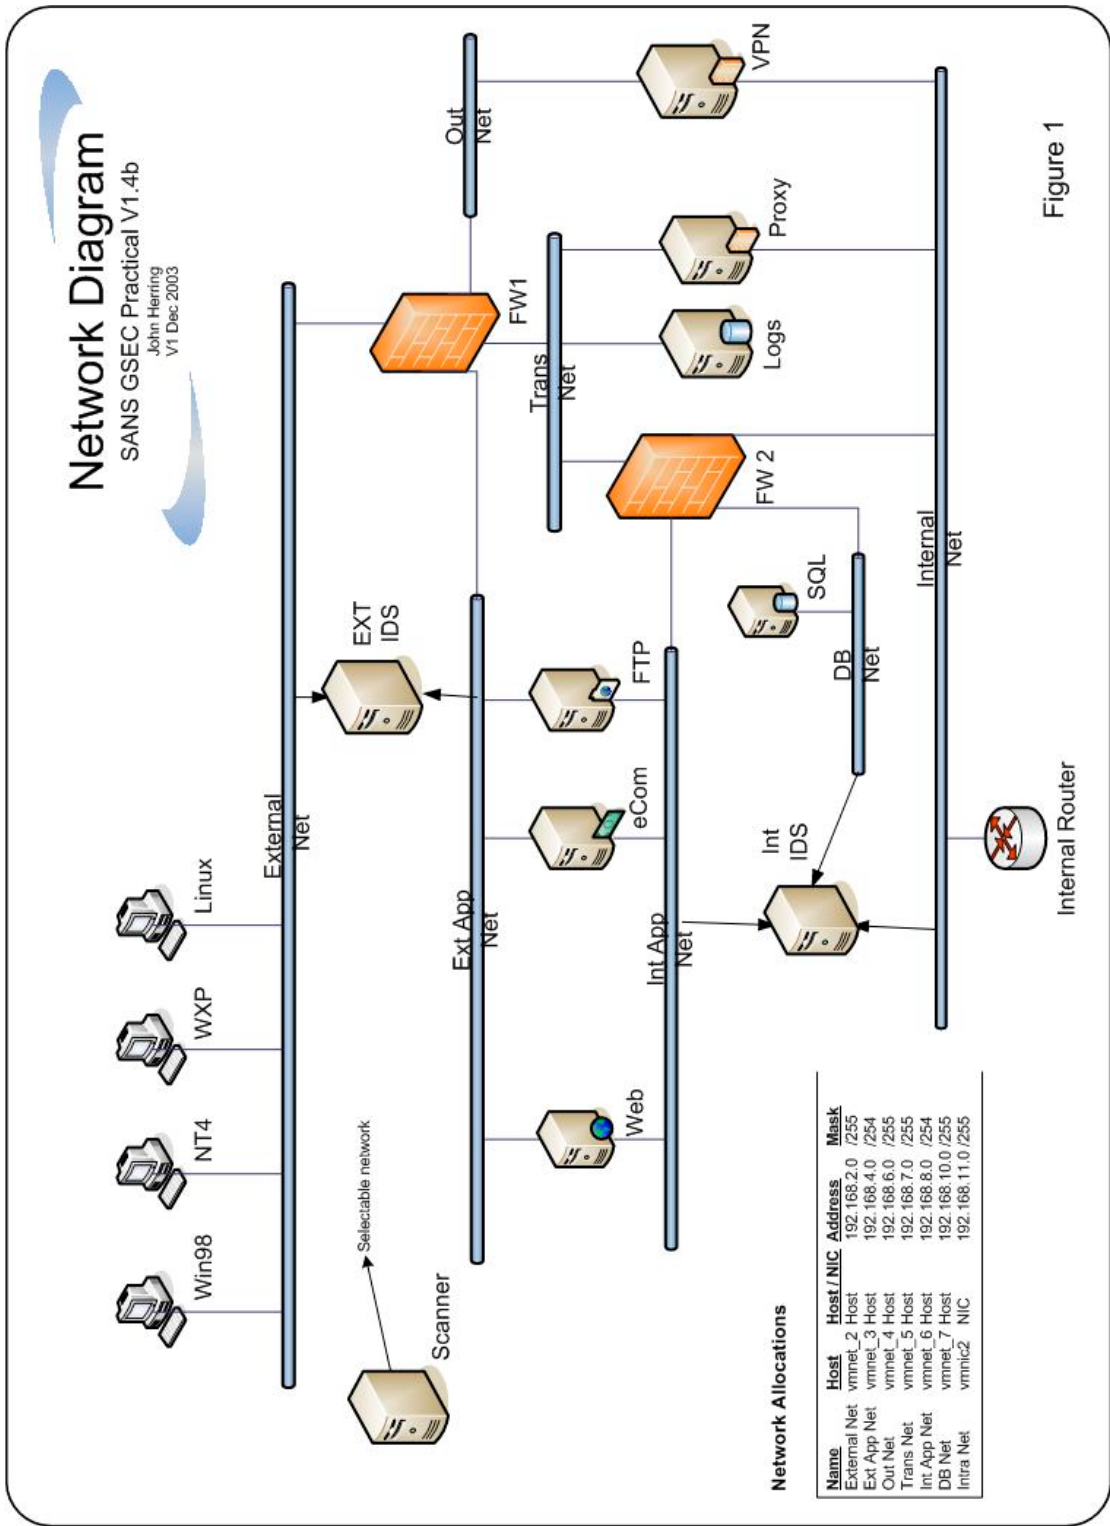 Network Diagram
SANS GSEC Practical V1.4b
John Herring
V1 Dec 2003
Win98
NT4
WXP
Linux
External
Net
Scanner
Selectable network
EXT
IDS
FW1
Out
Net
Ext App
Net
Trans
Net
Web
eCom
FTP
FW 2
Logs
Proxy
VPN
Int App
Net
SQL
DB
Net
Int
IDS
Internal
Net
Internal Router
Figure 1
Network Allocations
Name Host Host / NIC Address Mask
External Net vmnet_2 Host 192.168.2.0 /255
Ext App Net vmnet_3 Host 192.168.4.0 /254
Out Net vmnet_4 Host 192.168.6.0 /255
Trans Net vmnet_5 Host 192.168.7.0 /255
Int App Net vmnet_6 Host 192.168.8.0 /254
DB Net vmnet_7 Host 192.168.10.0 /255
Intra Net vmnic2 NIC 192.168.11.0 /255